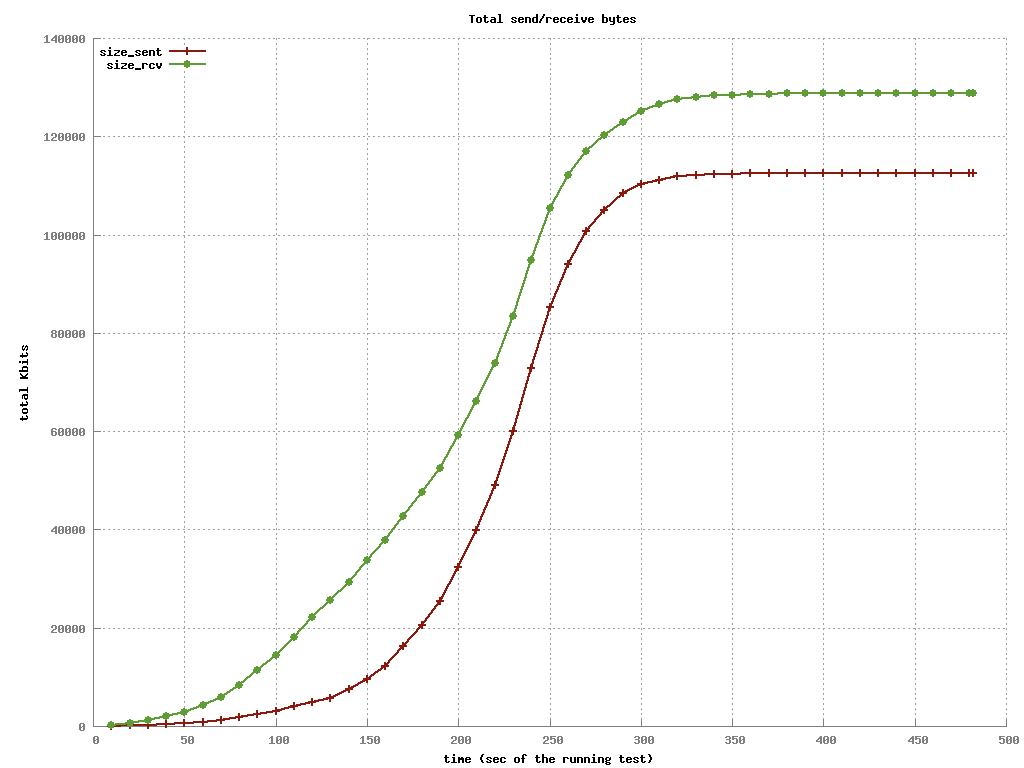 Total send/receive bytes
140000
size_sent
size_rcv
120000
100000
80000
total Kbits
60000
40000
20000
0
0 50 100 150 200 250 300 350 400 450 500
time (sec of the running test)